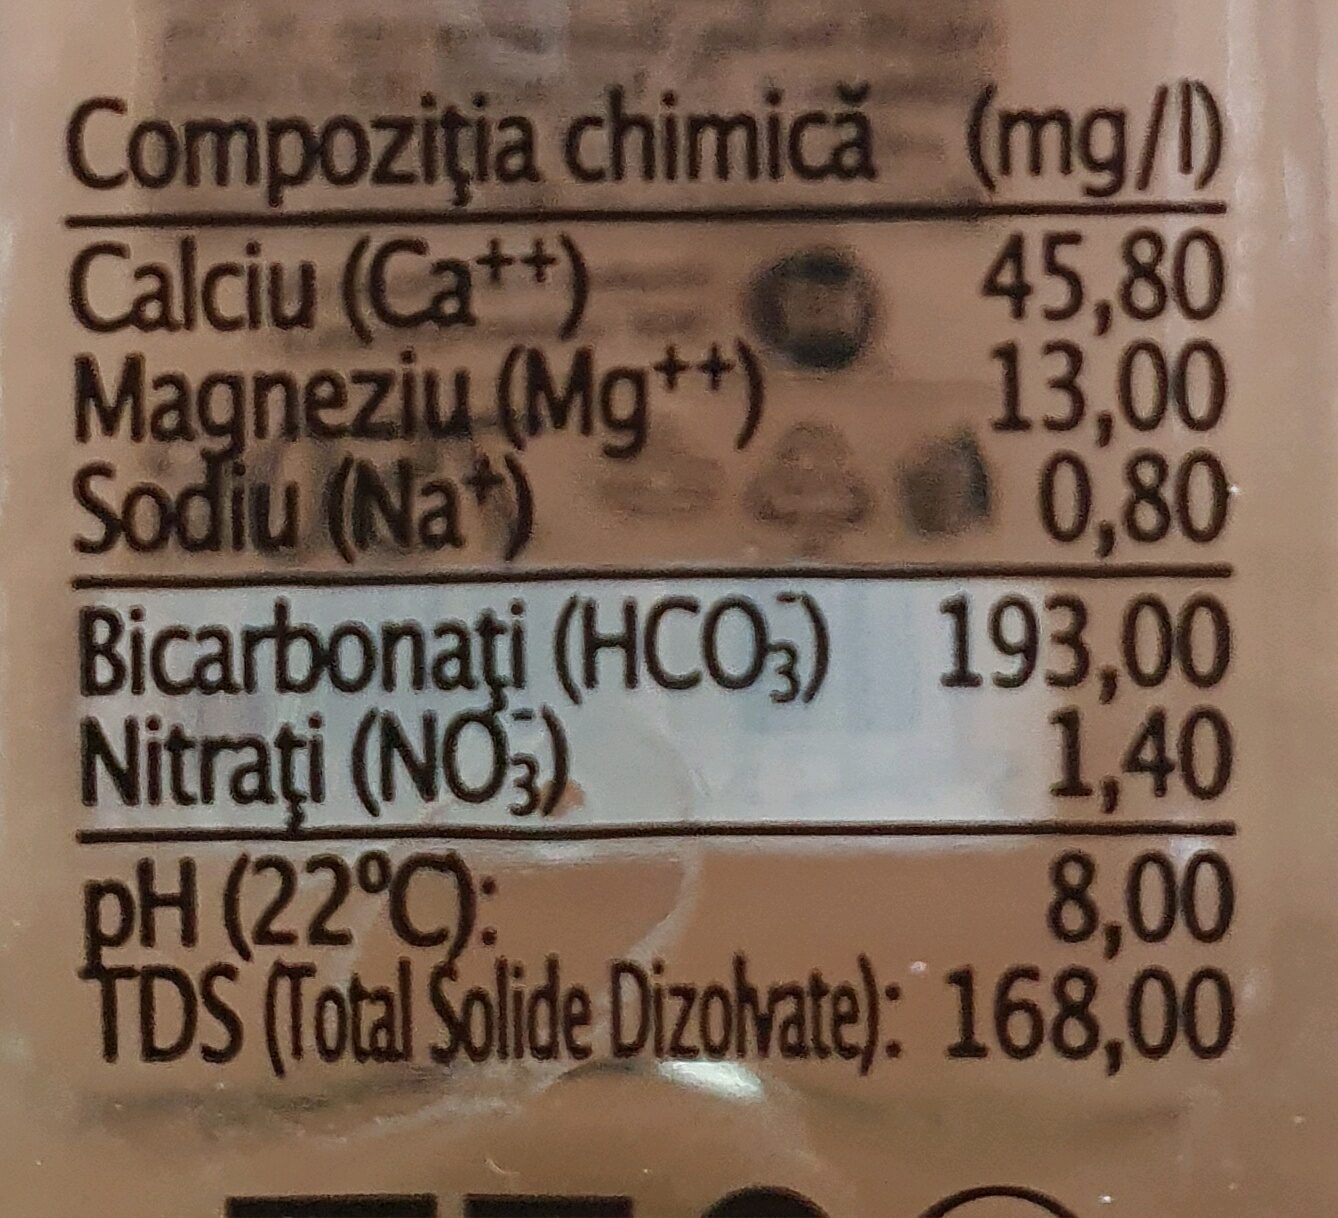 Compoziţia chimică (mg/l)
Calciu (Ca⁺⁺) 45,80
Magneziu (Mg⁺⁺) 13,00
Sodiu (Na⁺) 0,80
Bicarbonaţi (HCO₃⁻) 193,00
Nitraţi (NO₃⁻) 1,40
pH (22ºC): 8,00
TDS (Total Solide Dizolvate): 168,00